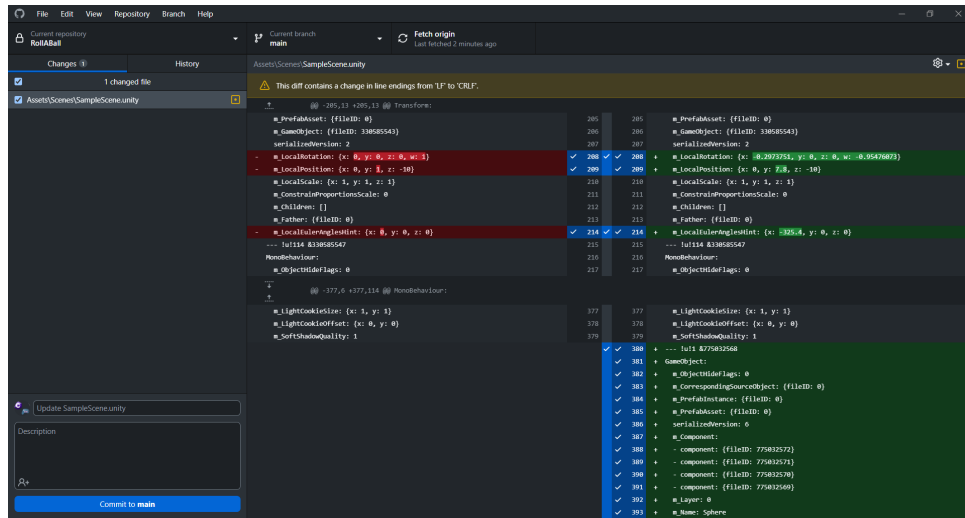 File Edit View Repository Branch Help
Current repository
RollABall
Current branch
main
Fetch origin
Last fetched 2 minutes ago
Changes 1 History
1 changed file
Assets\Scenes\SampleScene.unity
Update SampleScene.unity
Description
Commit to main
Assets\Scenes\SampleScene.unity
This diff contains a change in line endings from 'LF' to 'CRLF'.
@@ -205,13 +205,13 @@ Transform:
m_PrefabAsset: {fileID: 0} 205 205 m_PrefabAsset: {fileID: 0}
m_GameObject: {fileID: 330585543} 206 206 m_GameObject: {fileID: 330585543}
serializedVersion: 2 207 207 serializedVersion: 2
- m_LocalRotation: {x: 0, y: 0, z: 0, w: 1} 208 208 + m_LocalRotation: {x: -0.2973751, y: 0, z: 0, w: -0.95476073}
- m_LocalPosition: {x: 0, y: 1, z: -10} 209 209 + m_LocalPosition: {x: 0, y: 7.8, z: -10}
m_LocalScale: {x: 1, y: 1, z: 1} 210 210 m_LocalScale: {x: 1, y: 1, z: 1}
m_ConstrainProportionsScale: 0 211 211 m_ConstrainProportionsScale: 0
m_Children: [] 212 212 m_Children: []
m_Father: {fileID: 0} 213 213 m_Father: {fileID: 0}
- m_LocalEulerAnglesHint: {x: 0, y: 0, z: 0} 214 214 + m_LocalEulerAnglesHint: {x: -325.4, y: 0, z: 0}
--- !u!114 &330585547 215 215 --- !u!114 &330585547
MonoBehaviour: 216 216 MonoBehaviour:
m_ObjectHideFlags: 0 217 217 m_ObjectHideFlags: 0
@@ -377,6 +377,114 @@ MonoBehaviour:
m_LightCookieSize: {x: 1, y: 1} 377 377 m_LightCookieSize: {x: 1, y: 1}
m_LightCookieOffset: {x: 0, y: 0} 378 378 m_LightCookieOffset: {x: 0, y: 0}
m_SoftShadowQuality: 1 379 379 m_SoftShadowQuality: 1
380 + --- !u!1 &775032568
381 + GameObject:
382 + m_ObjectHideFlags: 0
383 + m_CorrespondingSourceObject: {fileID: 0}
384 + m_PrefabInstance: {fileID: 0}
385 + m_PrefabAsset: {fileID: 0}
386 + serializedVersion: 6
387 + m_Component:
388 + - component: {fileID: 775032572}
389 + - component: {fileID: 775032571}
390 + - component: {fileID: 775032570}
391 + - component: {fileID: 775032569}
392 + m_Layer: 0
393 + m_Name: Sphere